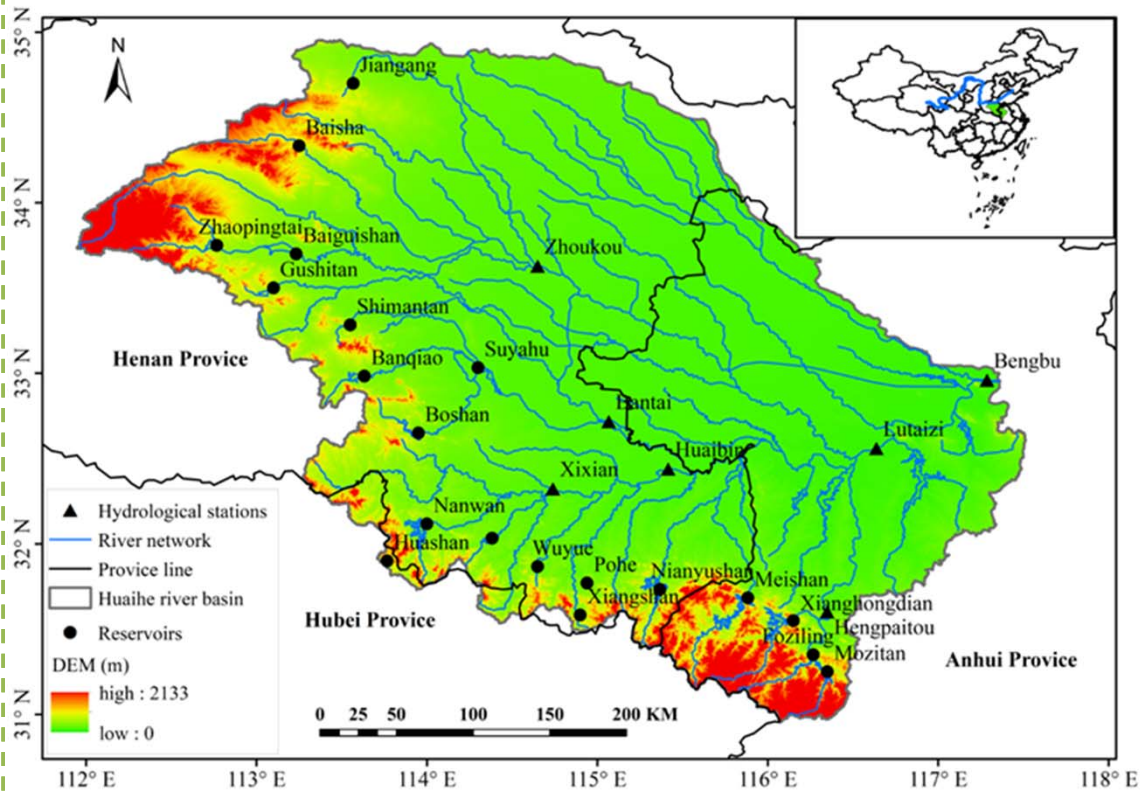 N
35° N
34° N
33° N
32° N
31° N
Jiangang
Baisha
Zhaopingtai
Baiguishan
Zhoukou
Gushitan
Shimantan
Henan Provice
Banqiao
Suyahu
Bengbu
Boshan
Bantai
Lutaizi
Huaibin
Xixian
Nanwan
Huashan
Wuyue
Pohe
Nianyushan
Meishan
Xiangshan
Xianghongdian
Hubei Provice
Foziling
Hengpaitou
Mozitan
Anhui Provice
Hydrological stations
River network
Provice line
Huaihe river basin
Reservoirs
DEM (m)
high : 2133
low : 0
0 25 50 100 150 200 KM
112° E 113° E 114° E 115° E 116° E 117° E 118° E